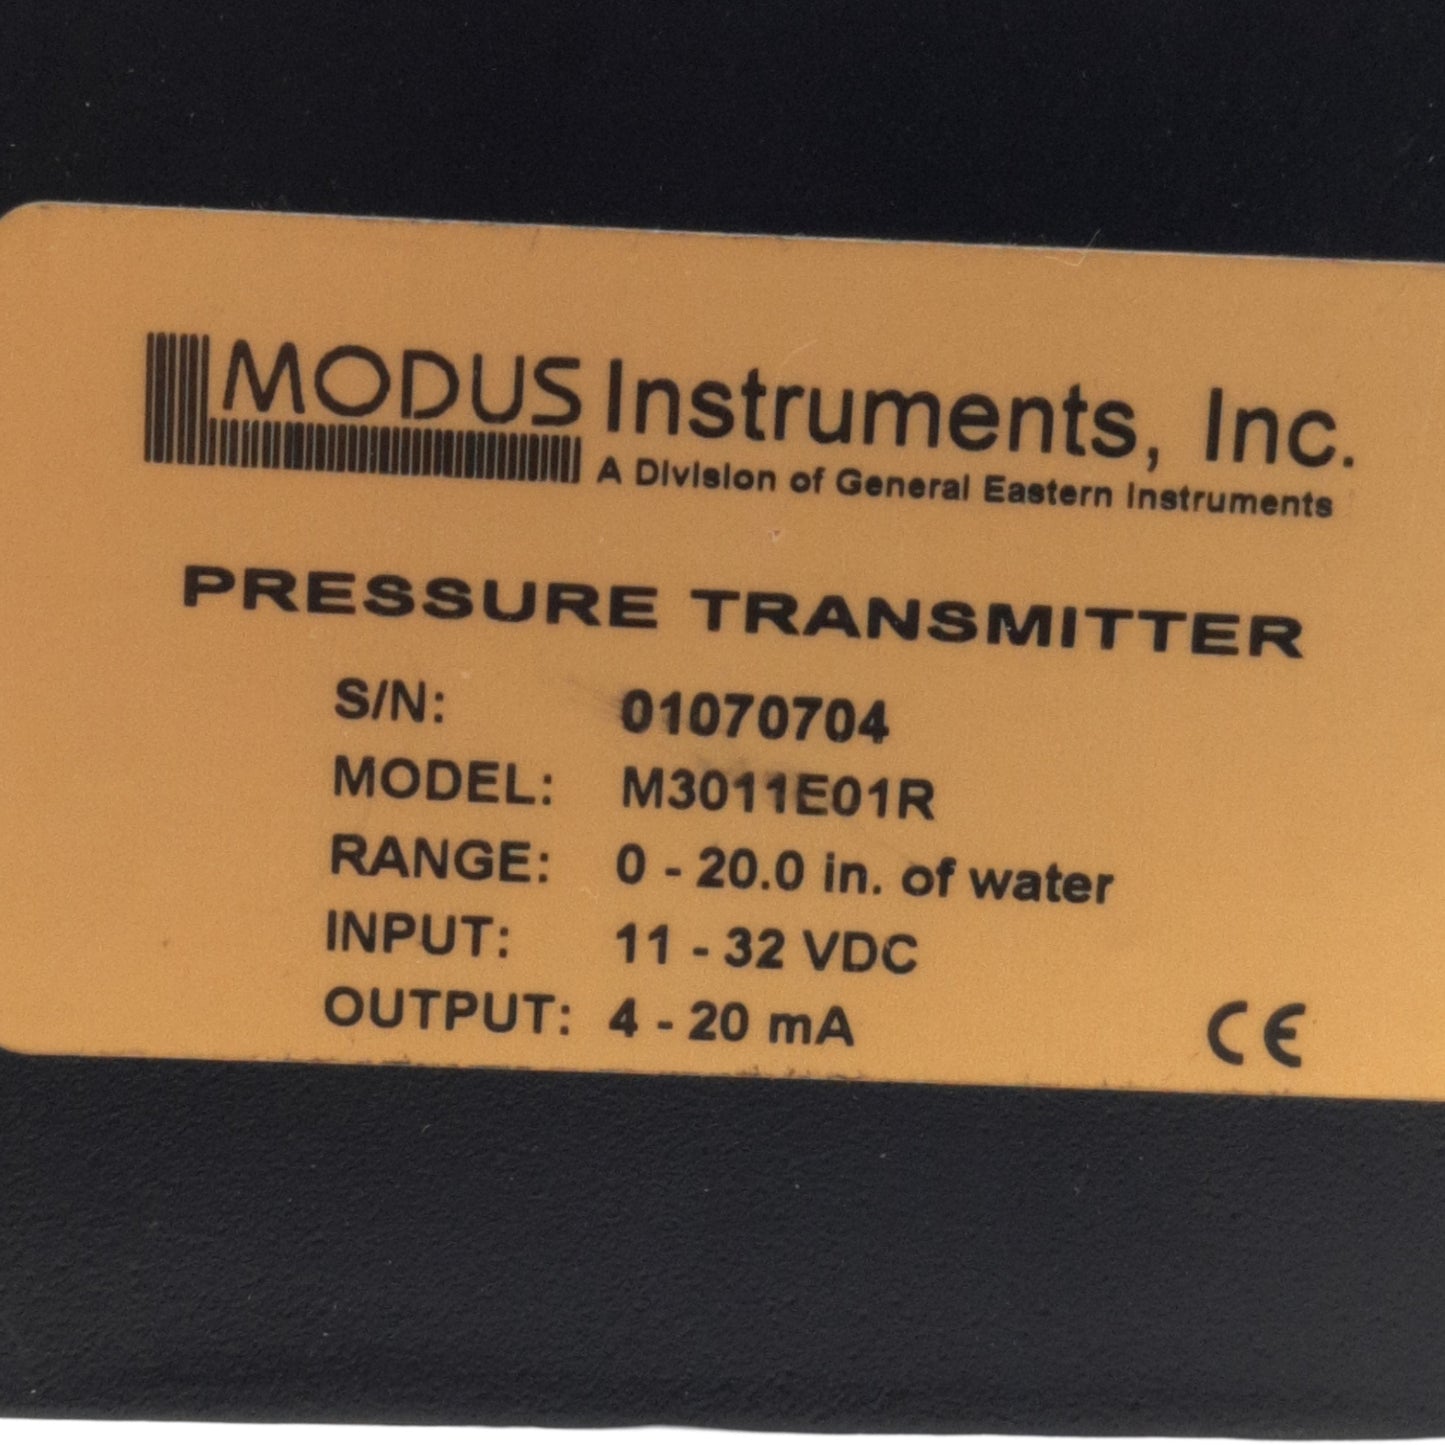 MODUS Instruments, Inc.
A Division of General Eastern Instruments
PRESSURE TRANSMITTER
S/N: 01070704
MODEL: M3011E01R
RANGE: 0 - 20.0 in. of water
INPUT: 11 - 32 VDC
OUTPUT: 4 - 20 mA
CE